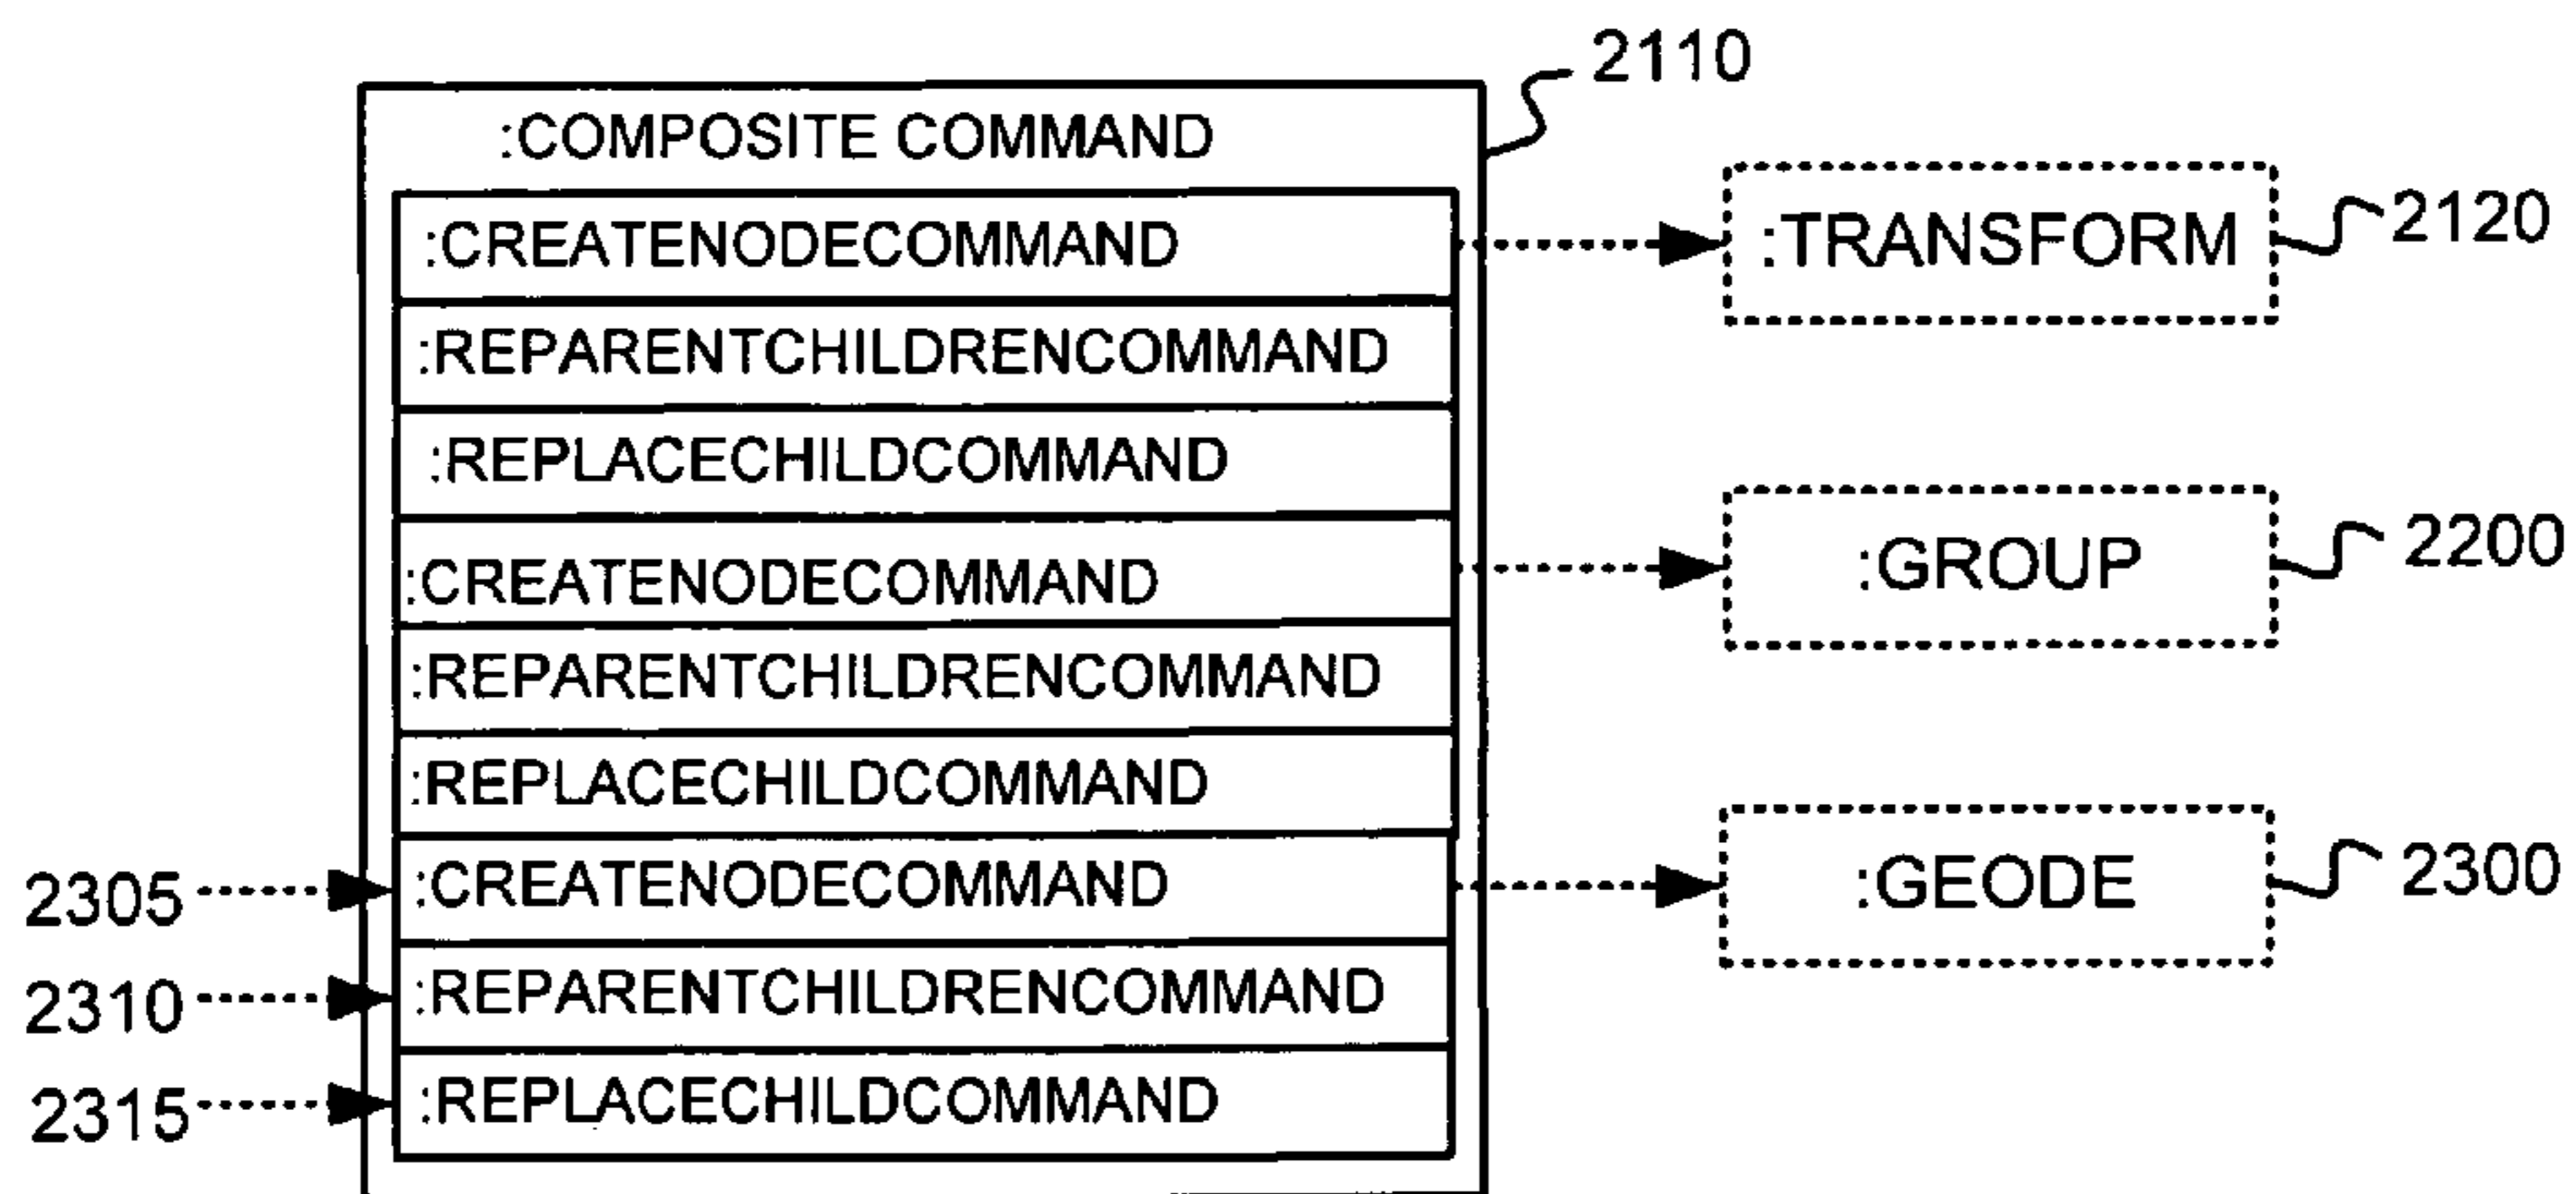 2110
:COMPOSITE COMMAND
:CREATENODECOMMAND
:TRANSFORM
2120
:REPARENTCHILDRENCOMMAND
:REPLACECHILDCOMMAND
:CREATENODECOMMAND
:GROUP
2200
:REPARENTCHILDRENCOMMAND
:REPLACECHILDCOMMAND
2305
:CREATENODECOMMAND
:GEODE
2300
2310
:REPARENTCHILDRENCOMMAND
2315
:REPLACECHILDCOMMAND